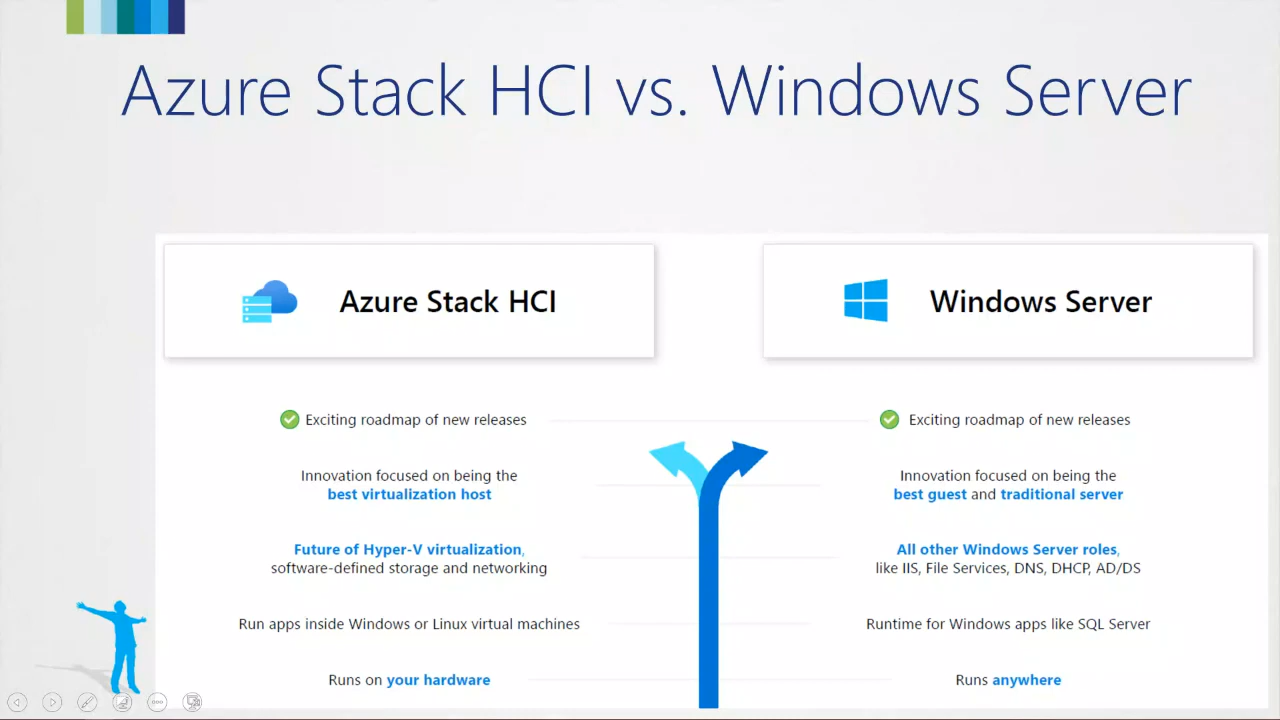 Azure Stack HCI vs. Windows Server
Azure Stack HCI
Windows Server
Exciting roadmap of new releases
Exciting roadmap of new releases
Innovation focused on being the
best virtualization host
Innovation focused on being the
best guest and traditional server
Future of Hyper-V virtualization,
software-defined storage and networking
All other Windows Server roles,
like IIS, File Services, DNS, DHCP, AD/DS
Run apps inside Windows or Linux virtual machines
Runtime for Windows apps like SQL Server
Runs on your hardware
Runs anywhere